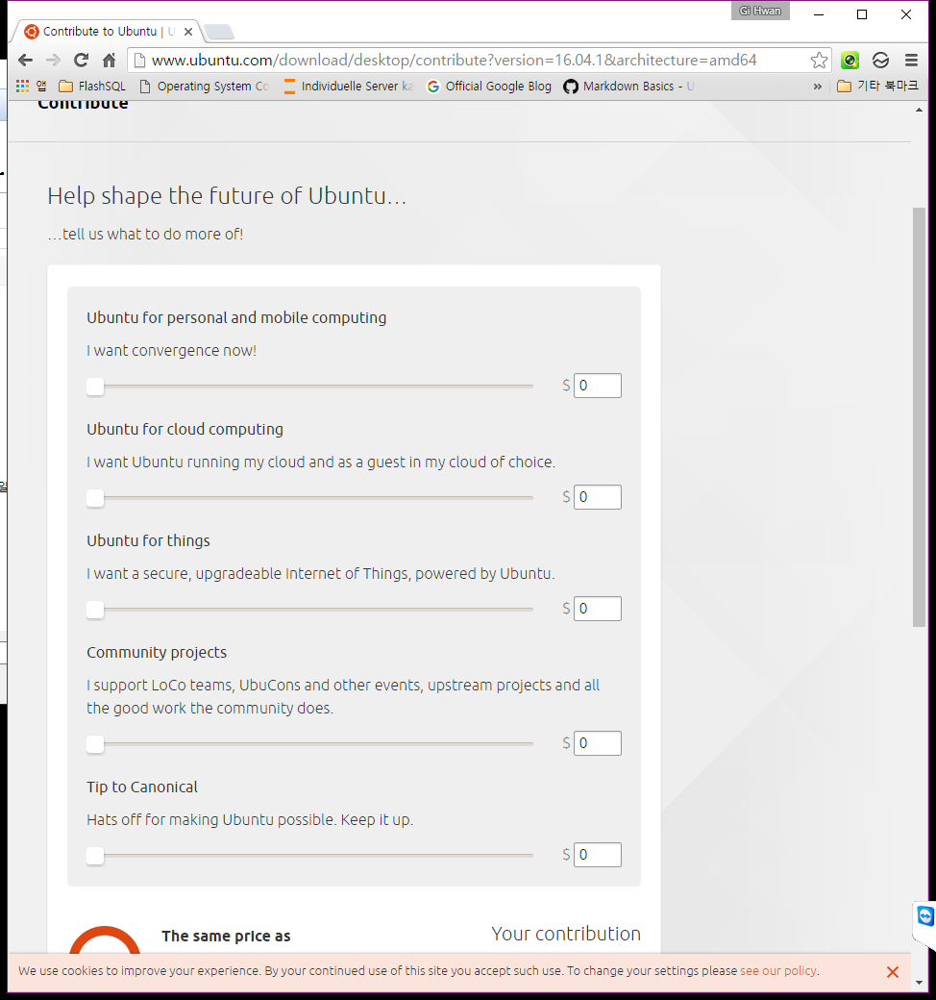 Gi Hwan
Contribute to Ubuntu | U
www.ubuntu.com/download/desktop/contribute?version=16.04.1&architecture=amd64
앱 FlashSQL Operating System Co Individuelle Server ka Official Google Blog Markdown Basics - U » 기타 북마크
Contribute
Help shape the future of Ubuntu…
…tell us what to do more of!
Ubuntu for personal and mobile computing
I want convergence now!
$ 0
Ubuntu for cloud computing
I want Ubuntu running my cloud and as a guest in my cloud of choice.
$ 0
Ubuntu for things
I want a secure, upgradeable Internet of Things, powered by Ubuntu.
$ 0
Community projects
I support LoCo teams, UbuCons and other events, upstream projects and all
the good work the community does.
$ 0
Tip to Canonical
Hats off for making Ubuntu possible. Keep it up.
$ 0
The same price as
Your contribution
We use cookies to improve your experience. By your continued use of this site you accept such use. To change your settings please see our policy.